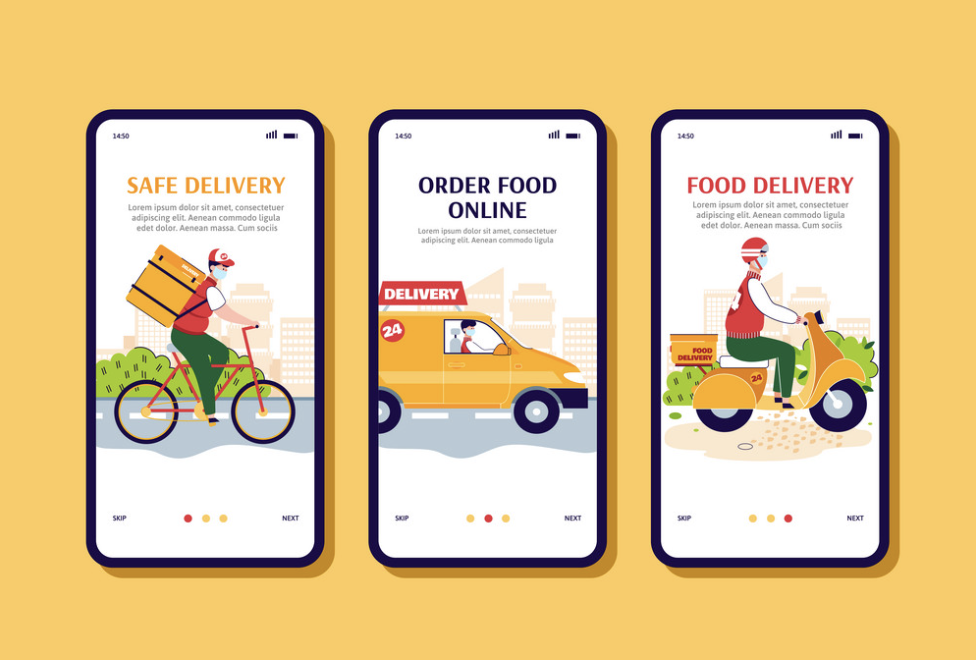 14:50
SAFE DELIVERY
Lorem ipsum dolor sit amet, consectetuer
adipiscing elit. Aenean commodo ligula
edet dolor. Aenean massa. Cum sociis
SKIP
NEXT
14:50
ORDER FOOD
ONLINE
Lorem ipsum dolor sit amet, consectetuer
adipiscing elit. Aenean commodo ligula
DELIVERY
24
SKIP
NEXT
14:50
FOOD DELIVERY
Lorem ipsum dolor sit amet, consectetuer
adipiscing elit. Aenean commodo ligula
edet dolor. Aenean massa. Cum sociis
FOOD
DELIVERY
24
SKIP
NEXT